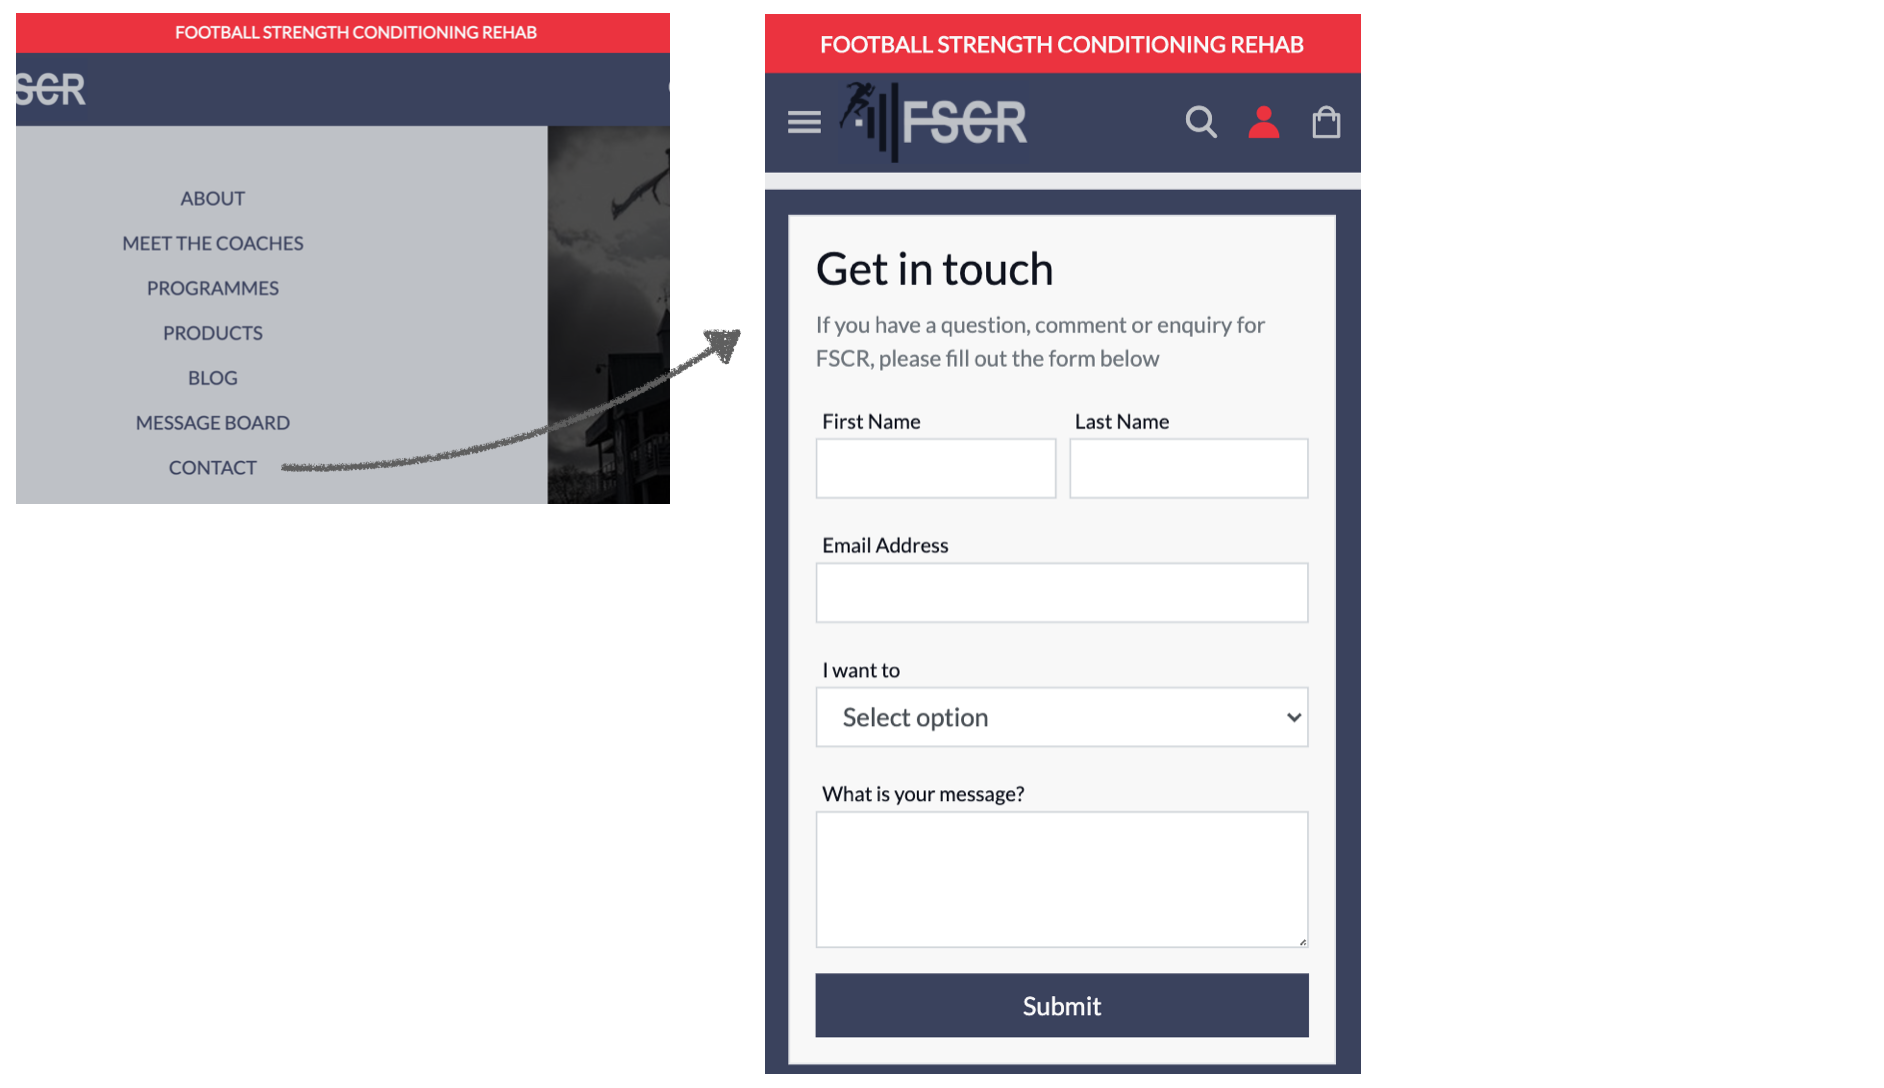 FOOTBALL STRENGTH CONDITIONING REHAB
SCR
ABOUT
MEET THE COACHES
PROGRAMMES
PRODUCTS
BLOG
MESSAGE BOARD
CONTACT
FOOTBALL STRENGTH CONDITIONING REHAB
FSCR
Get in touch
If you have a question, comment or enquiry for
FSCR, please fill out the form below
First Name Last Name
Email Address
I want to
Select option
What is your message?
Submit